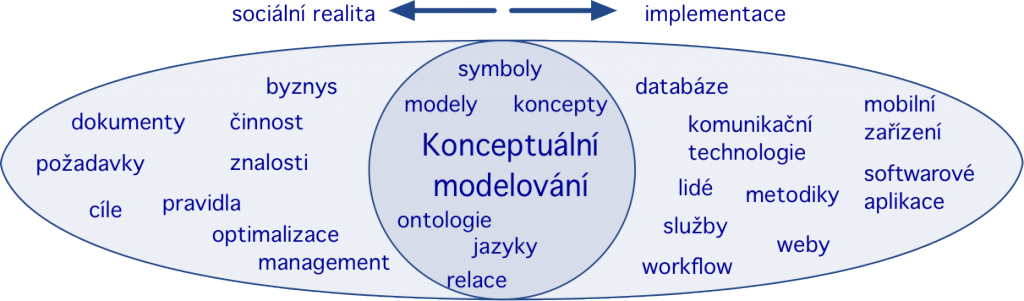 sociální realita
implementace
byznys
dokumenty
činnost
požadavky
znalosti
cíle
pravidla
optimalizace
management
symboly
modely
koncepty
Konceptuální
modelování
ontologie
jazyky
relace
databáze
komunikační
technologie
mobilní
zařízení
lidé
metodiky
softwarové
aplikace
služby
weby
workflow